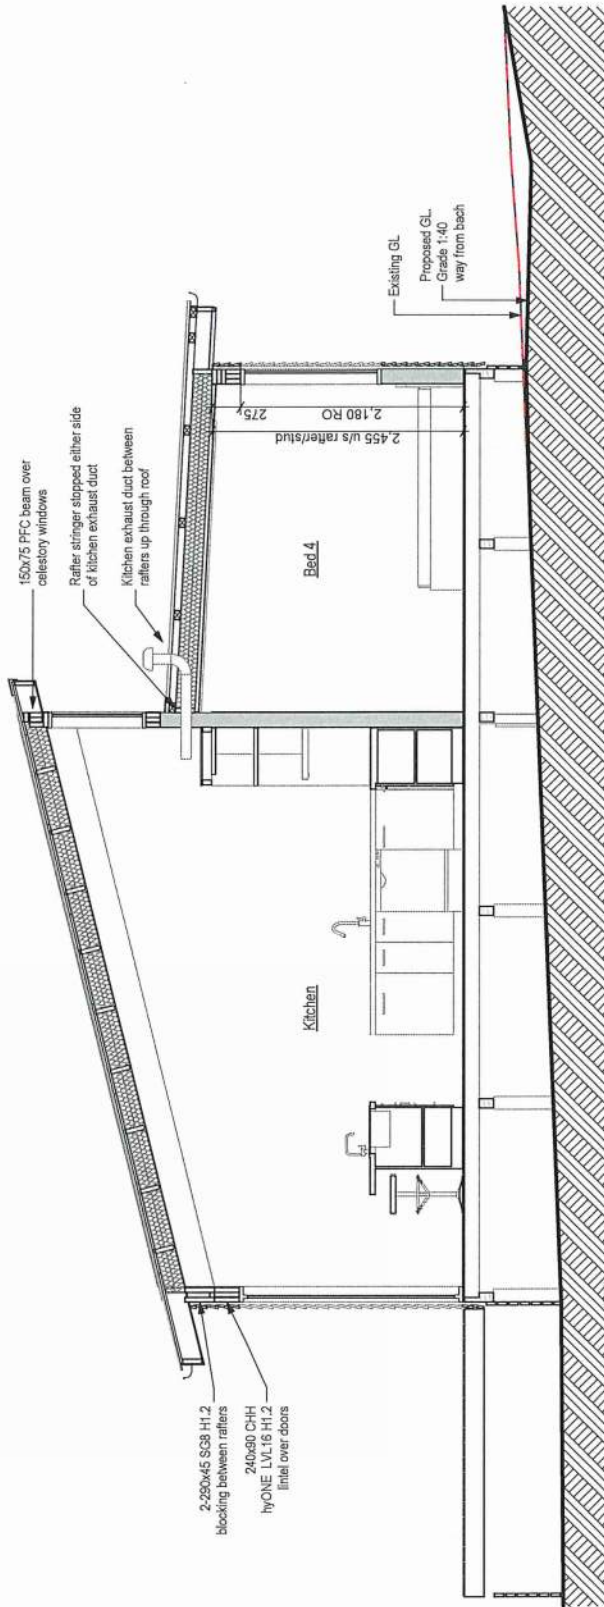 150x75 PFC beam over
celestory windows
Rafter stringer stopped either side
of kitchen exhaust duct
Kitchen exhaust duct between
rafters up through roof
2-290x45 SG8 H1.2
blocking between rafters
240x90 CHH
hyONE LVL16 H1.2
lintel over doors
Kitchen
Bed 4
275
2,180 RO
2,455 u/s rafter/stud
Existing GL
Proposed GL.
Grade 1:40
way from bach